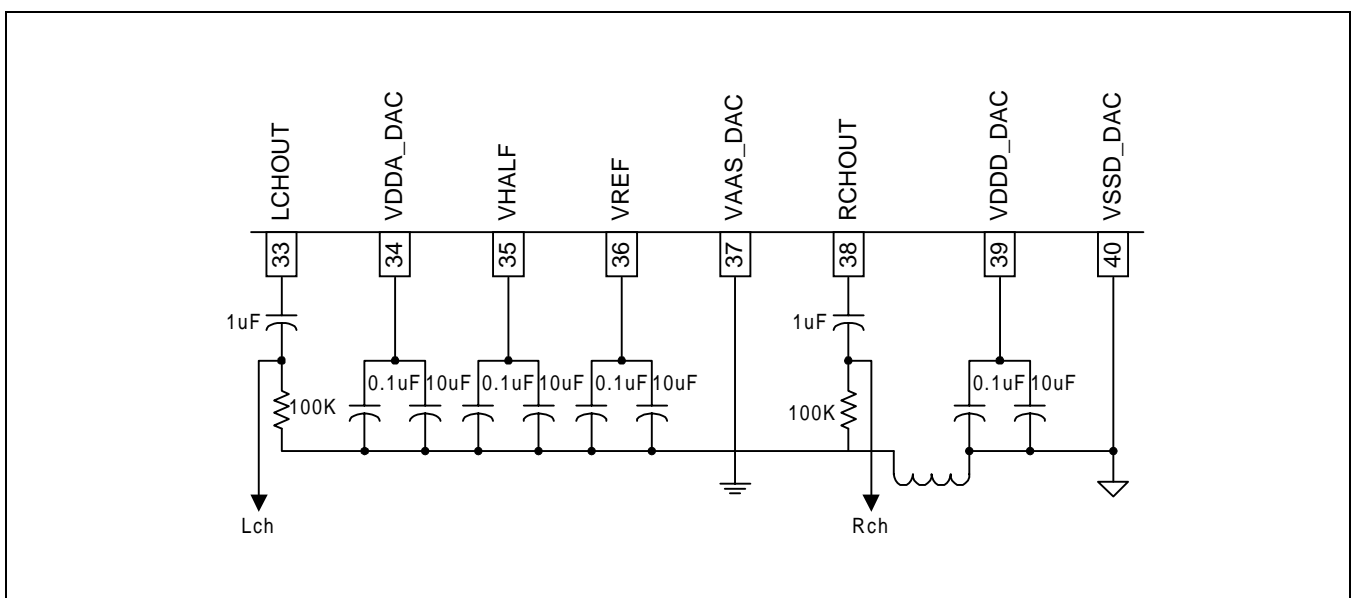 LCHOUT
VDDA_DAC
VHALF
VREF
VAAS_DAC
RCHOUT
VDDD_DAC
VSSD_DAC
33
34
35
36
37
38
39
40
1uF
1uF
0.1uF 10uF
0.1uF 10uF
0.1uF 10uF
0.1uF 10uF
100K
100K
Lch
Rch